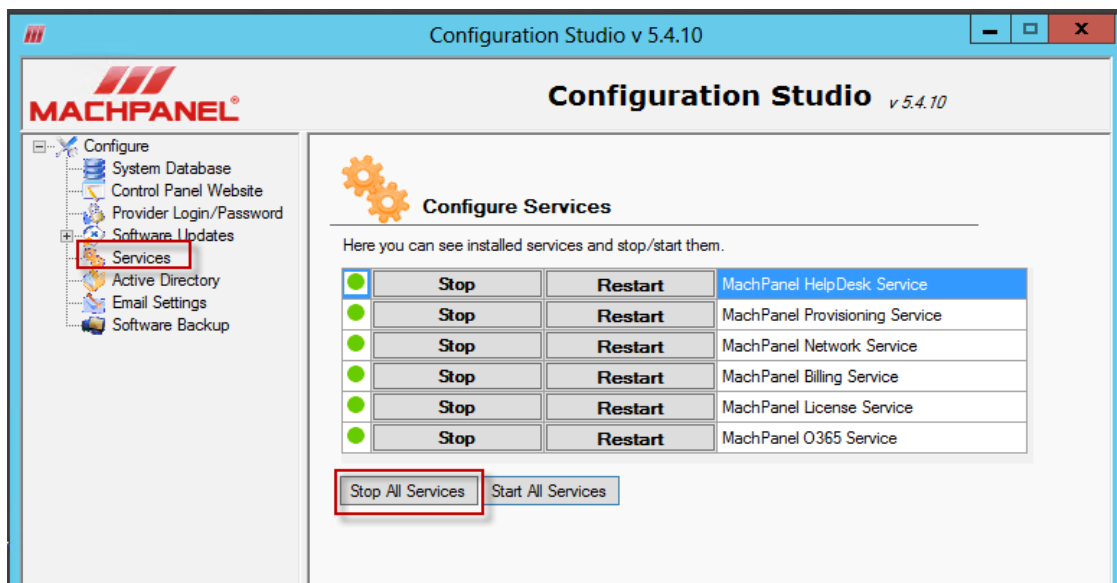 Configuration Studio v 5.4.10
MACHPANEL®
Configuration Studio v 5.4.10
Configure
System Database
Control Panel Website
Provider Login/Password
Software Updates
Services
Active Directory
Email Settings
Software Backup
Configure Services
Here you can see installed services and stop/start them.
Stop Restart MachPanel HelpDesk Service
Stop Restart MachPanel Provisioning Service
Stop Restart MachPanel Network Service
Stop Restart MachPanel Billing Service
Stop Restart MachPanel License Service
Stop Restart MachPanel O365 Service
Stop All Services Start All Services